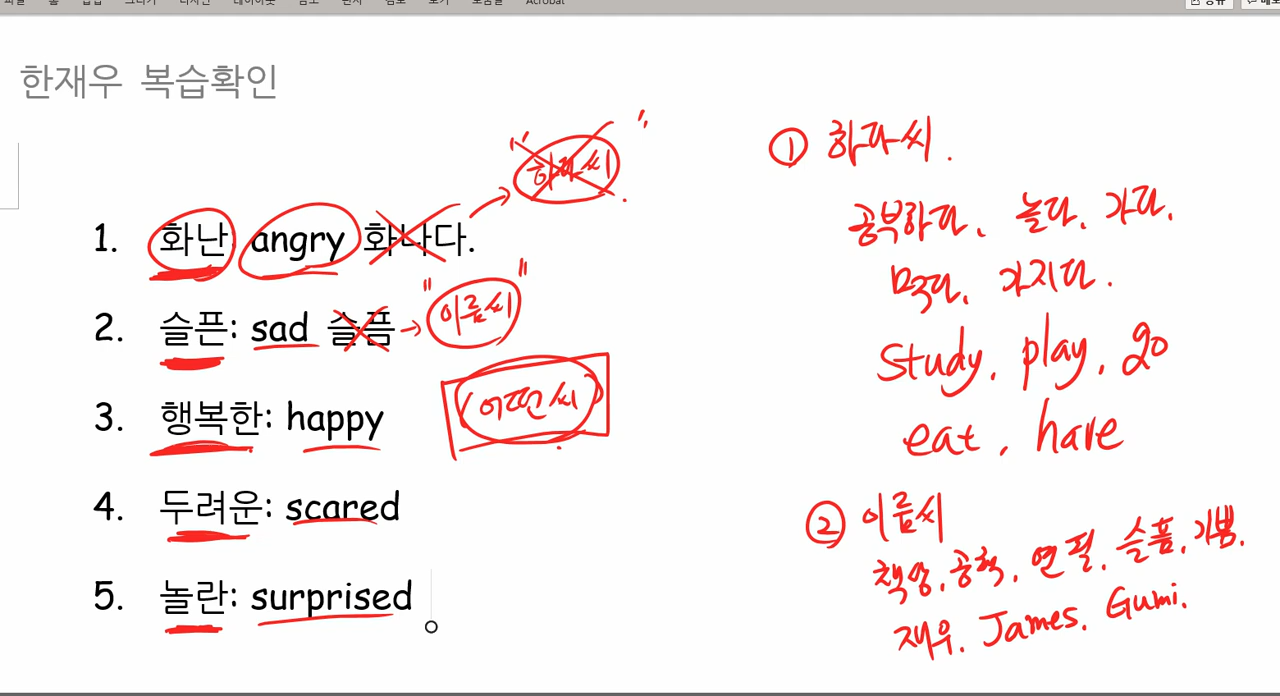 Acrobat
한재우 복습확인
1. 화난 angry 화나다. "하다씨"
2. 슬픈: sad 슬픔 → "이름씨"
3. 행복한: happy (어떤씨)
4. 두려운: scared
5. 놀란: surprised
① 하다씨.
공부하다, 놀다, 가다,
먹다, 가지다.
study, play, go
eat, have
② 이름씨
책상, 공책, 연필, 슬픔, 기쁨,
재우, James, Gumi.